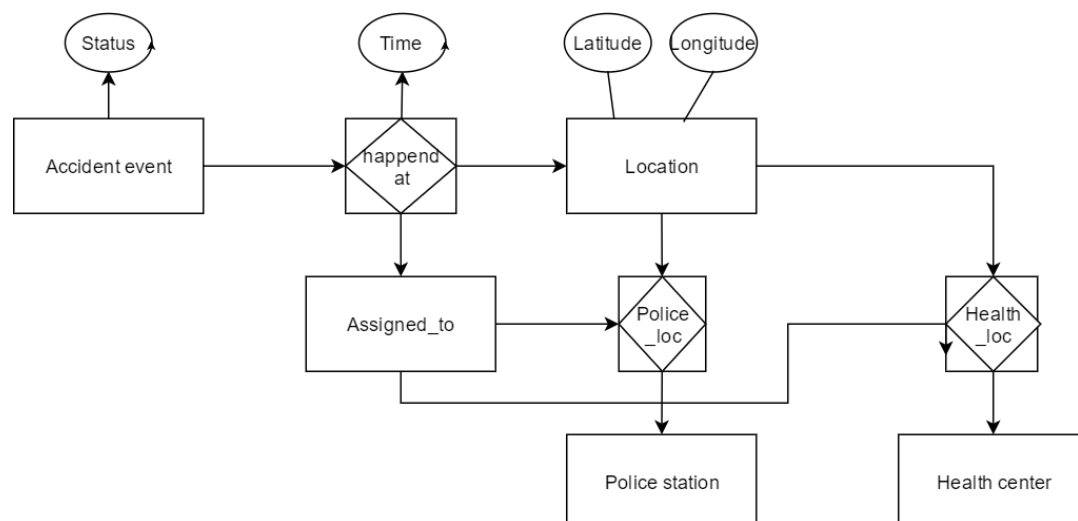 Status
Time
Latitude
Longitude
Accident event
happend
at
Location
Assigned_to
Police
_loc
Health
_loc
Police station
Health center